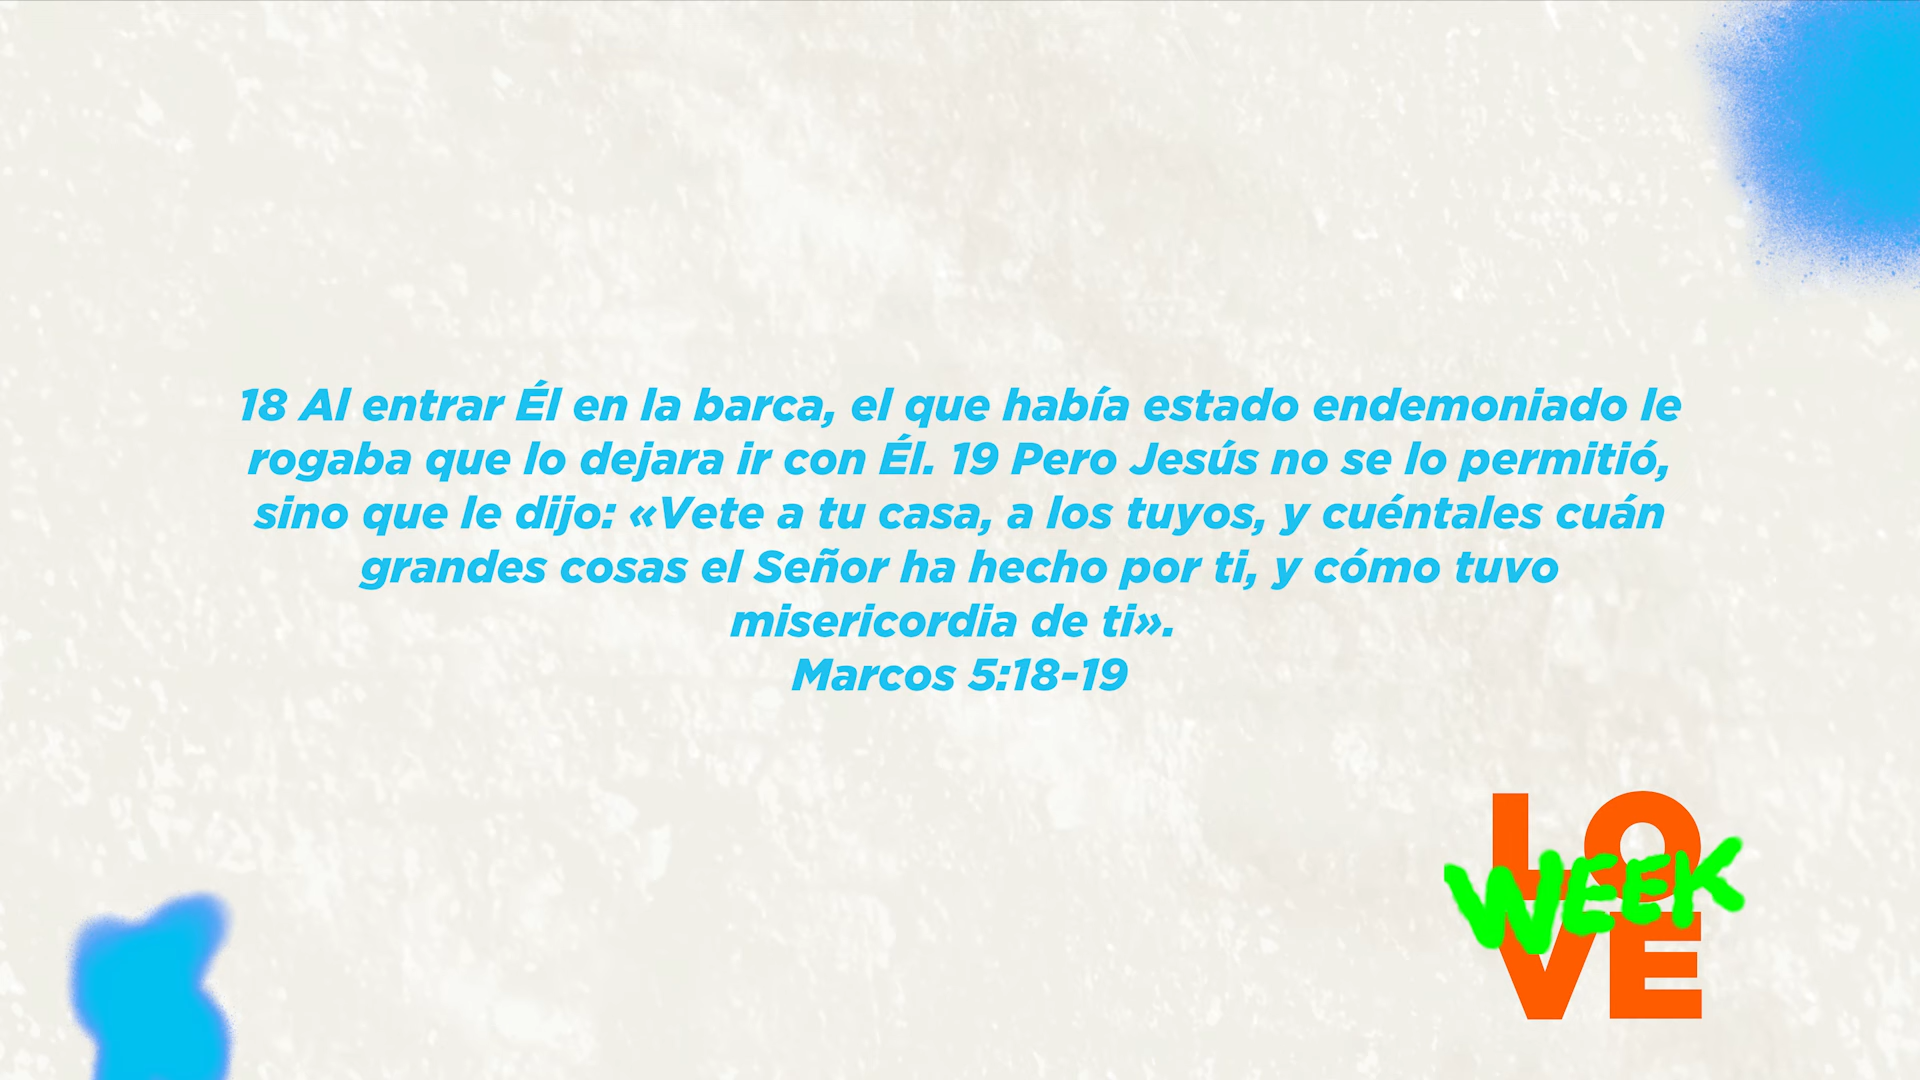 18 Al entrar Él en la barca, el que había estado endemoniado le
rogaba que lo dejara ir con Él. 19 Pero Jesús no se lo permitió,
sino que le dijo: «Vete a tu casa, a los tuyos, y cuéntales cuán
grandes cosas el Señor ha hecho por ti, y cómo tuvo
misericordia de ti».
Marcos 5:18-19
LO
WEEK
VE